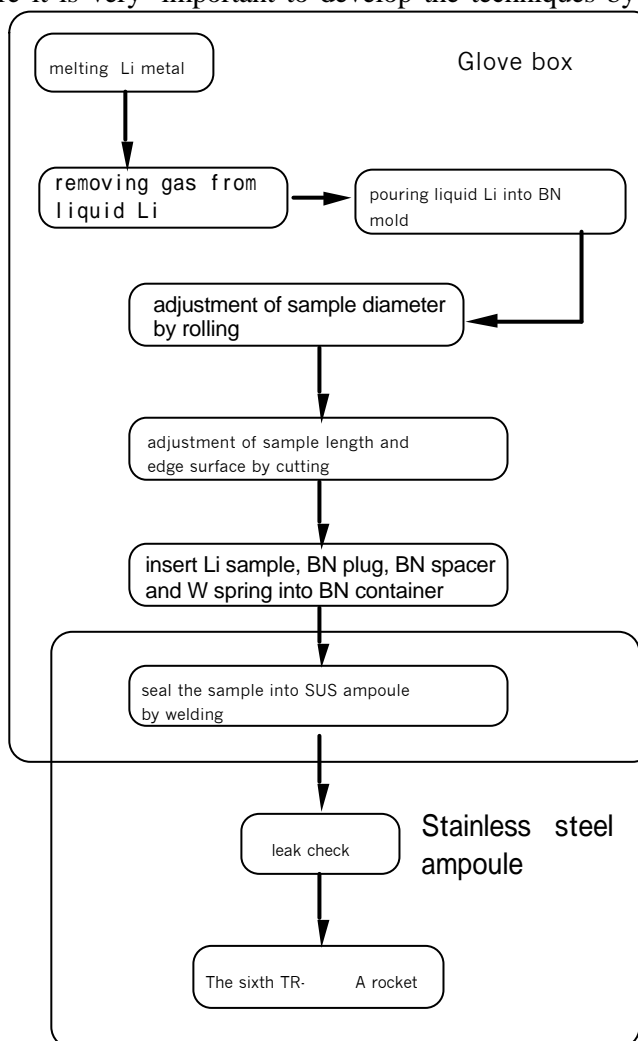 re it is very important to develop the techniques by
Glove box
melting Li metal
removing gas from
liquid Li
pouring liquid Li into BN
mold
adjustment of sample diameter
by rolling
adjustment of sample length and
edge surface by cutting
insert Li sample, BN plug, BN spacer
and W spring into BN container
seal the sample into SUS ampoule
by welding
Stainless steel
ampoule
leak check
The sixth TR- A rocket